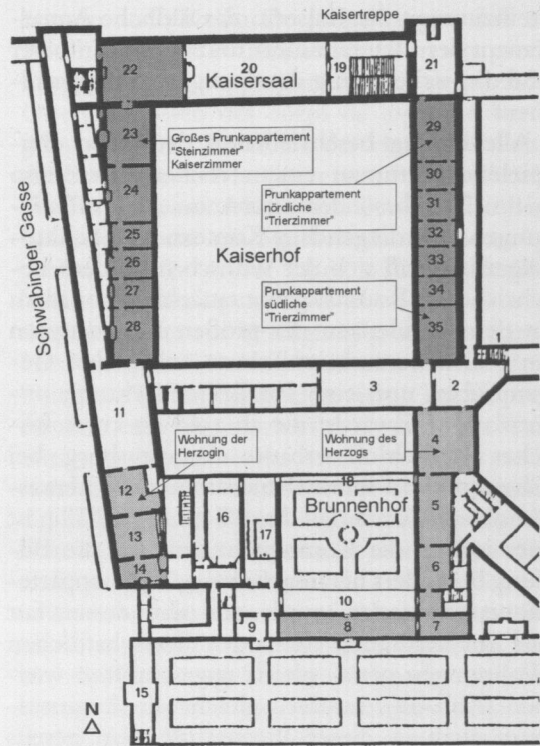 Kaisertreppe
22
20
19
21
Kaisersaal
23
Großes Prunkappartement
"Steinzimmer"
Kaiserzimmer
29
24
30
Prunkappartement
nördliche
"Trierzimmer"
31
Schwabinger Gasse
25
32
26
Kaiserhof
33
27
34
28
Prunkappartement
südliche
"Trierzimmer"
35
1
11
3
2
Wohnung der
Herzogin
Wohnung des
Herzogs
4
12
18
5
16
Brunnenhof
13
17
6
14
10
9
7
15
N